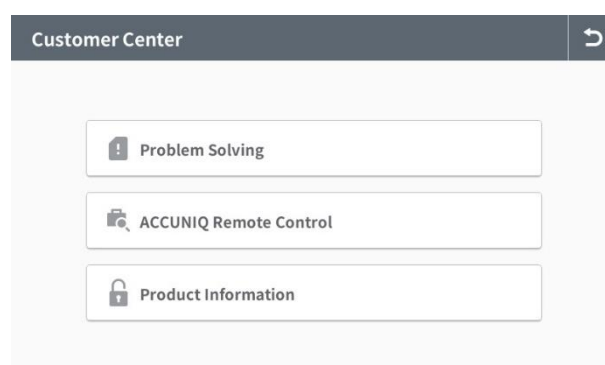 Customer Center
Problem Solving
ACCUNIQ Remote Control
Product Information